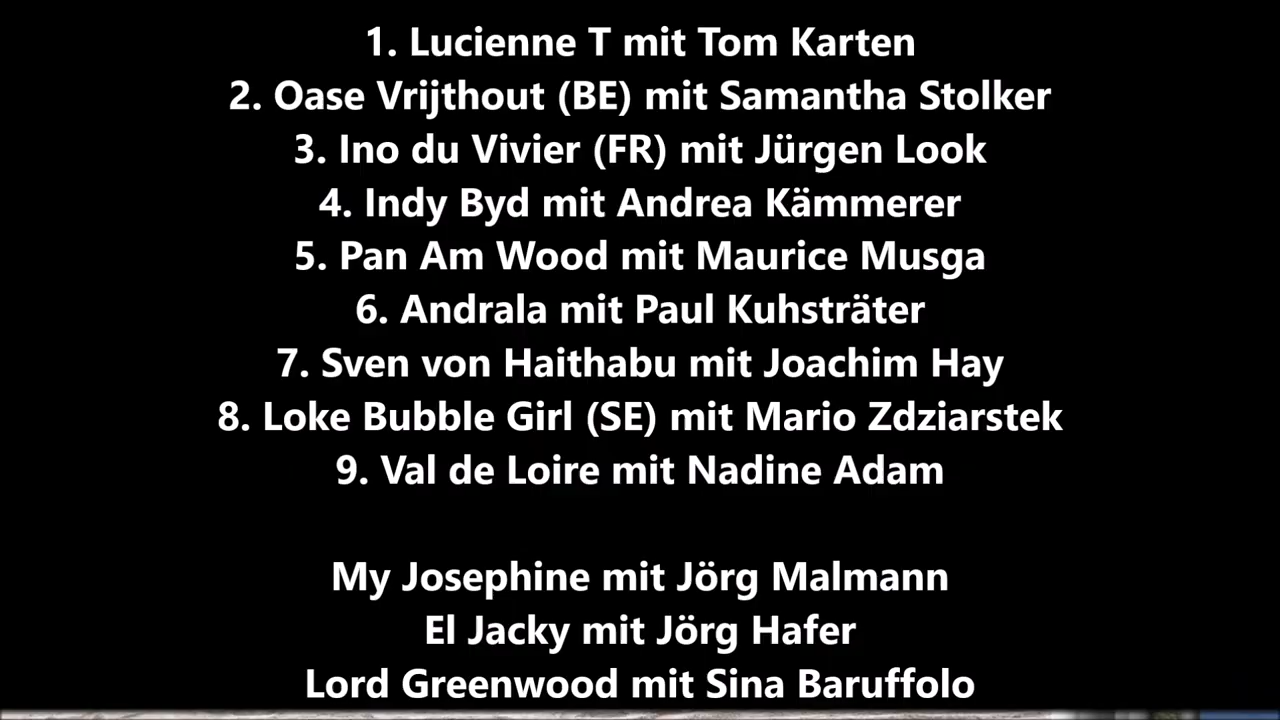 1. Lucienne T mit Tom Karten
2. Oase Vrijthout (BE) mit Samantha Stolker
3. Ino du Vivier (FR) mit Jürgen Look
4. Indy Byd mit Andrea Kämmerer
5. Pan Am Wood mit Maurice Musga
6. Andrala mit Paul Kuhsträter
7. Sven von Haithabu mit Joachim Hay
8. Loke Bubble Girl (SE) mit Mario Zdziarstek
9. Val de Loire mit Nadine Adam
My Josephine mit Jörg Malmann
El Jacky mit Jörg Hafer
Lord Greenwood mit Sina Baruffolo